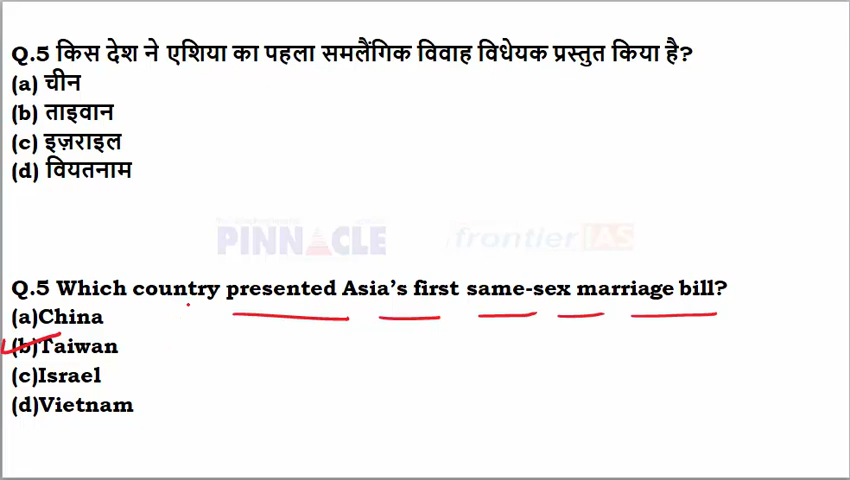 Q.5 किस देश ने एशिया का पहला समलैंगिक विवाह विधेयक प्रस्तुत किया है?
(a) चीन
(b) ताइवान
(c) इज़राइल
(d) वियतनाम
PINNACLE
frontier IAS
Q.5 Which country presented Asia’s first same-sex marriage bill?
(a)China
(b)Taiwan
(c)Israel
(d)Vietnam